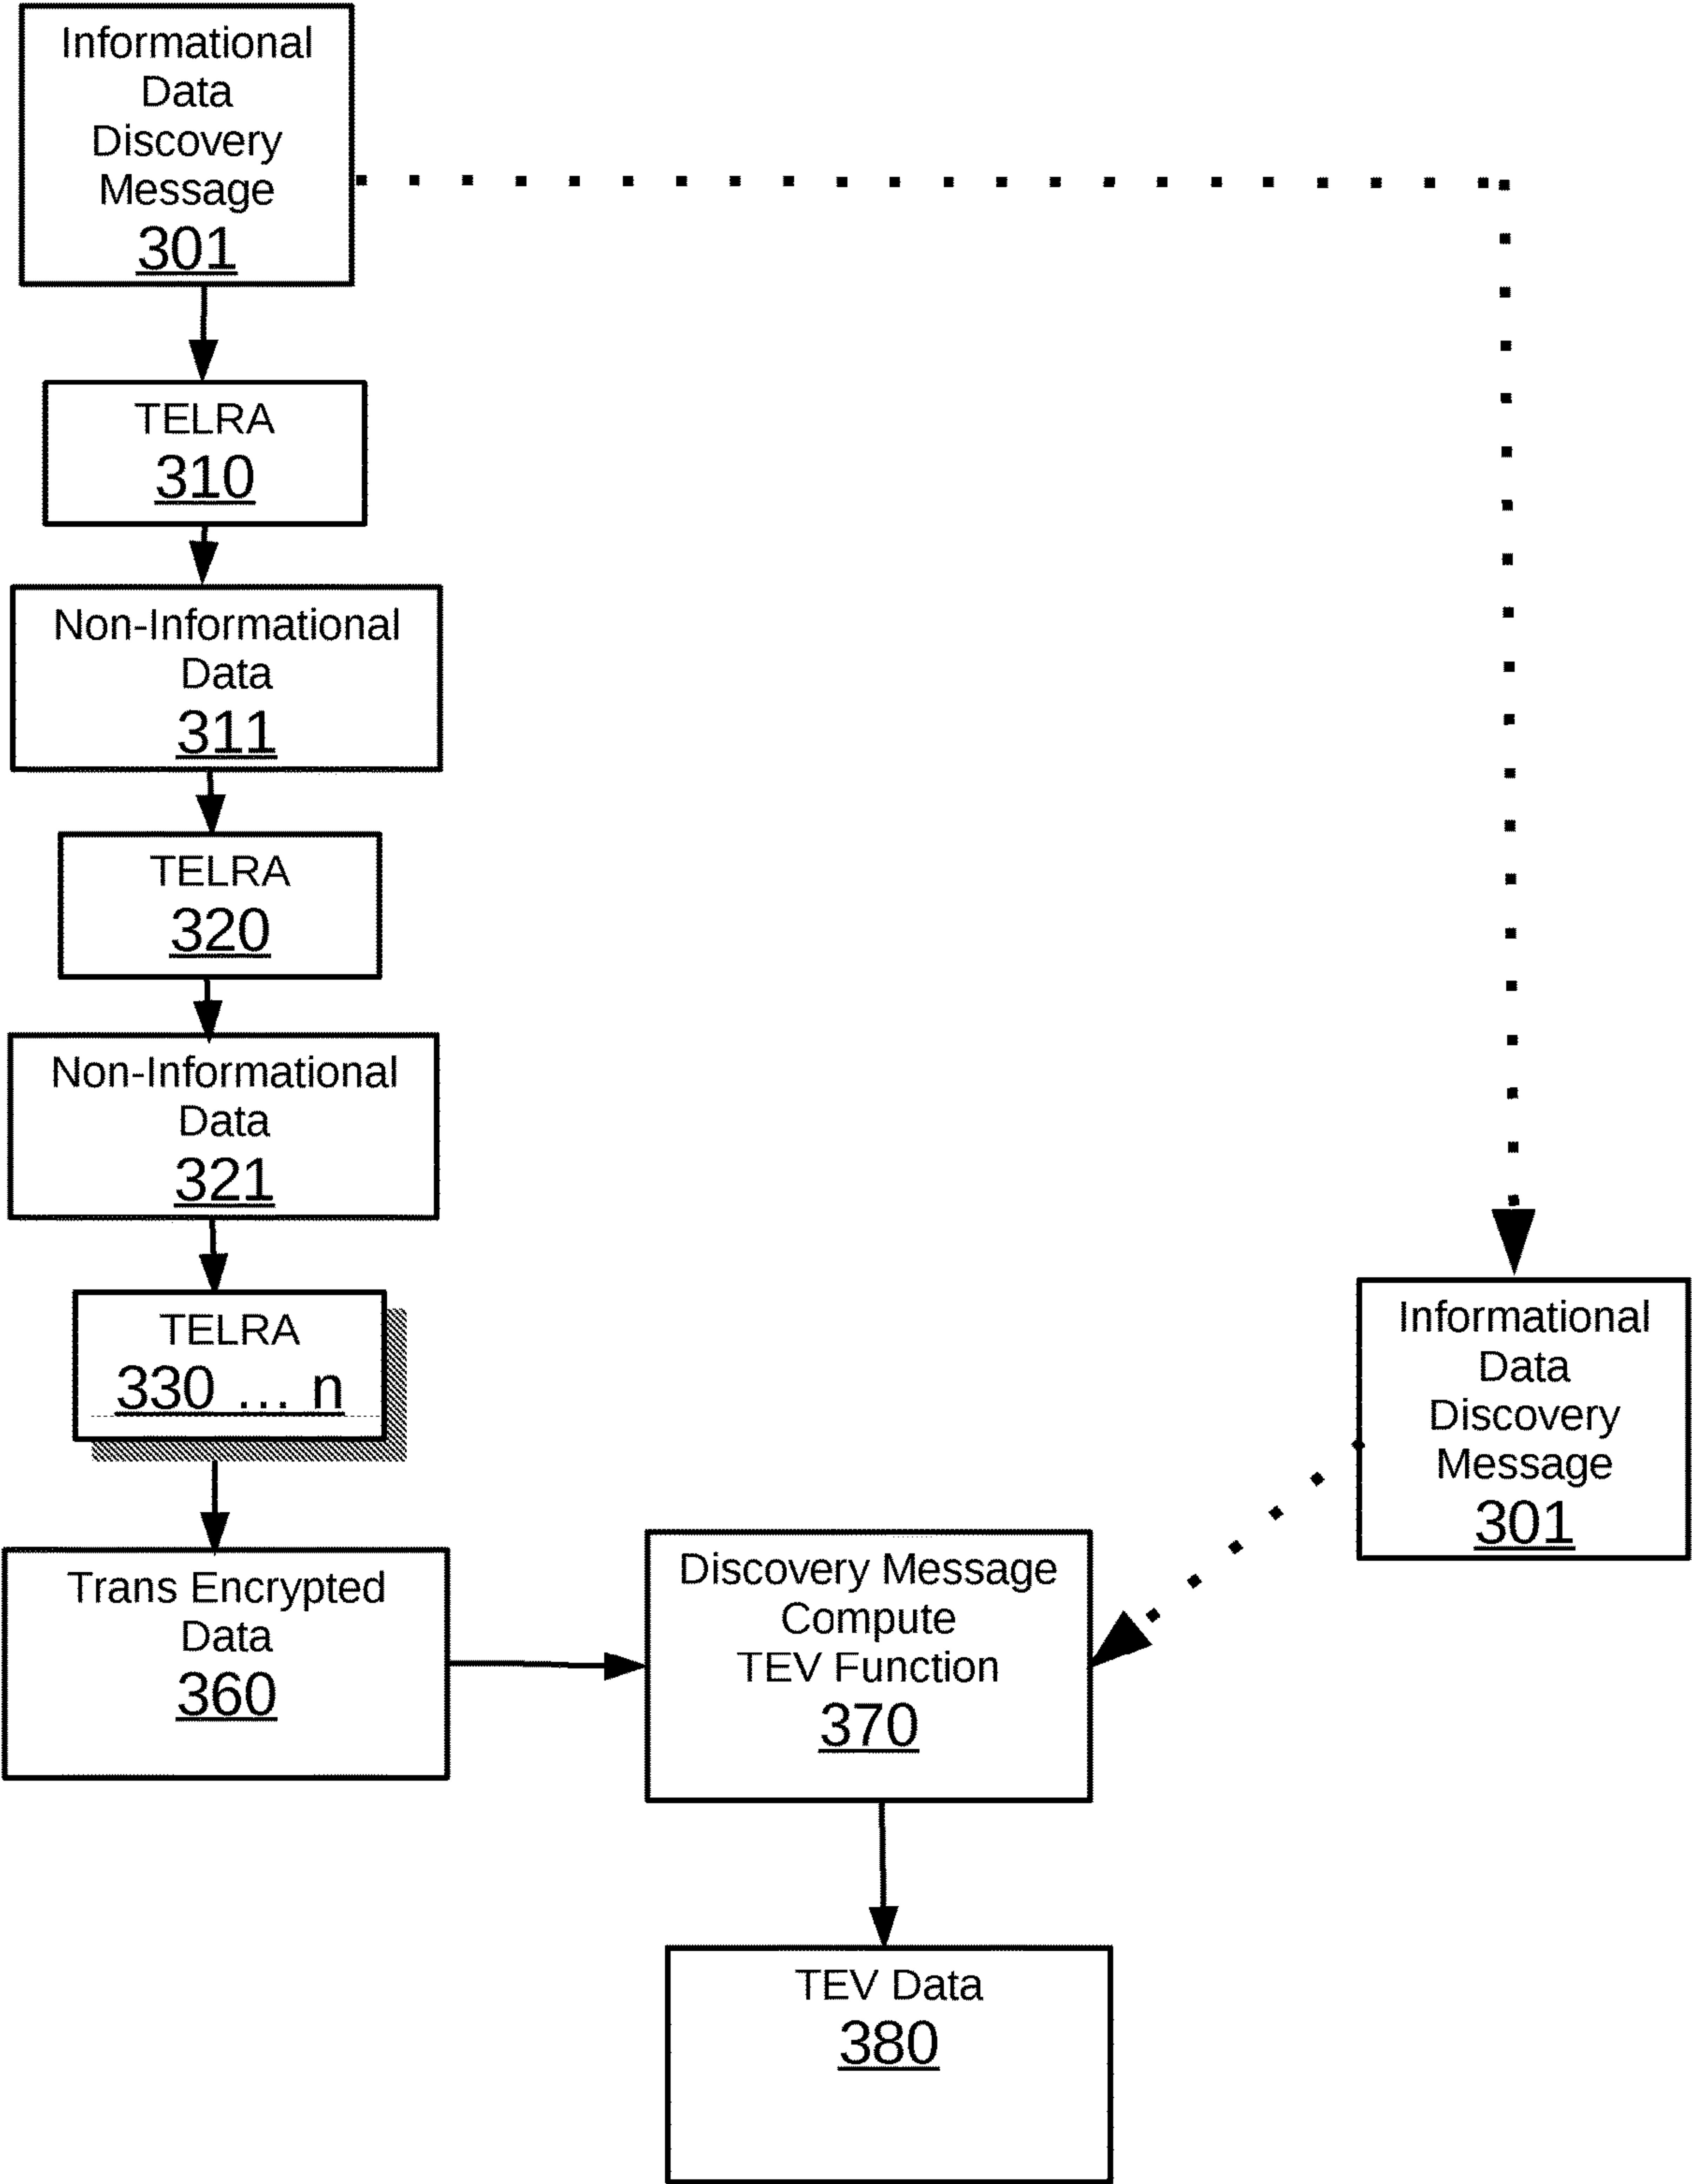 Informational
Data
Discovery
Message
301
TELRA
310
Non-Informational
Data
311
TELRA
320
Non-Informational
Data
321
TELRA
330 ... n
Trans Encrypted
Data
360
Discovery Message
Compute
TEV Function
370
Informational
Data
Discovery
Message
301
TEV Data
380